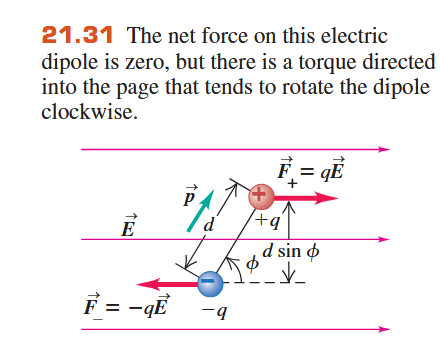 21.31 The net force on this electric
dipole is zero, but there is a torque directed
into the page that tends to rotate the dipole
clockwise.
F⃗₊ = qE⃗
p⃗
+
+q
E⃗
d
d sin ϕ
ϕ
−
F⃗₋ = −qE⃗
−q